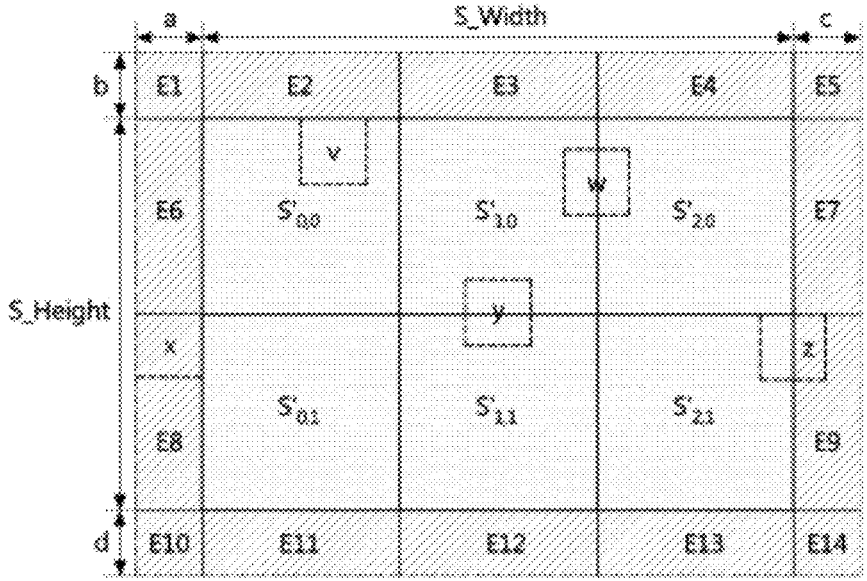 a S_Width c
b E1 E2 E3 E4 E5
v
w
E6 S'0,0 S'1,0 S'2,0 E7
S_Height
y
x z
S'0,1 S'1,1 S'2,1
E8 E9
d E10 E11 E12 E13 E14